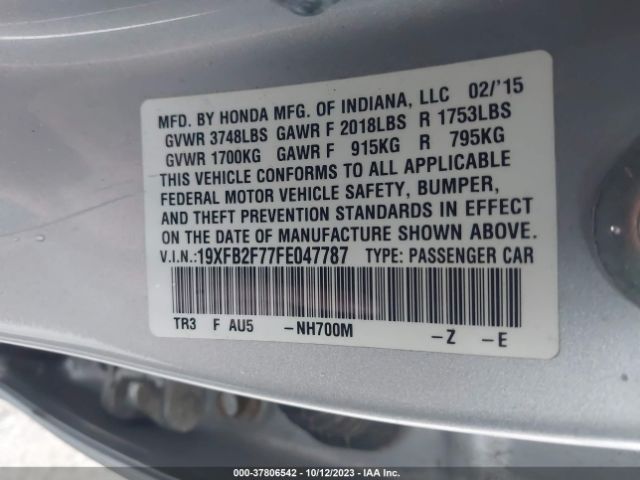 MFD. BY HONDA MFG. OF INDIANA, LLC 02/'15
GVWR 3748LBS GAWR F 2018LBS R 1753LBS
GVWR 1700KG GAWR F 915KG R 795KG
THIS VEHICLE CONFORMS TO ALL APPLICABLE
FEDERAL MOTOR VEHICLE SAFETY, BUMPER,
AND THEFT PREVENTION STANDARDS IN EFFECT
ON THE DATE OF MANUFACTURE SHOWN ABOVE.
V.I.N.:19XFB2F77FE047787 TYPE: PASSENGER CAR
TR3 F AU5 -NH700M -Z -E
000-37806542 - 10/12/2023 - IAA Inc.